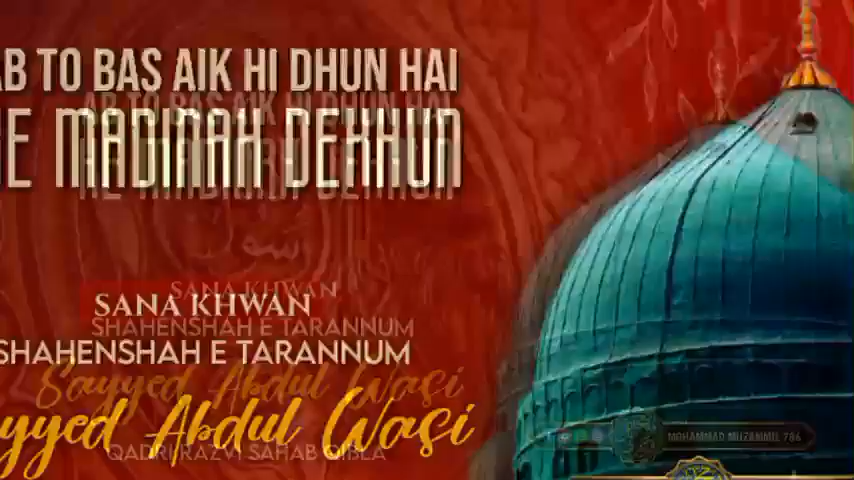 AB TO BAS AIK HI DHUN HAI
KE MADINAH DEKHUN
SANA KHWAN
SHAHENSHAH E TARANNUM
Sayyed Abdul Wasi
QADRI RAZVI SAHAB QIBLA
MOHAMMAD MUZAMMIL 786